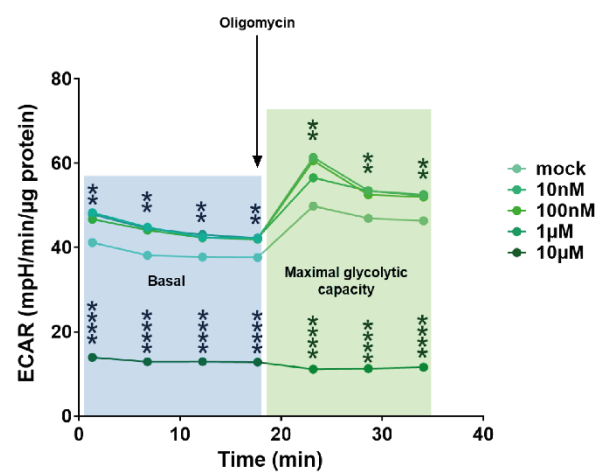 Oligomycin
ECAR (mpH/min/µg protein)
80
60
40
20
0
** ** ** **
** ** **
Basal
Maximal glycolytic
capacity
**** **** **** ****
**** **** ****
0 10 20 30 40
Time (min)
mock
10nM
100nM
1µM
10µM